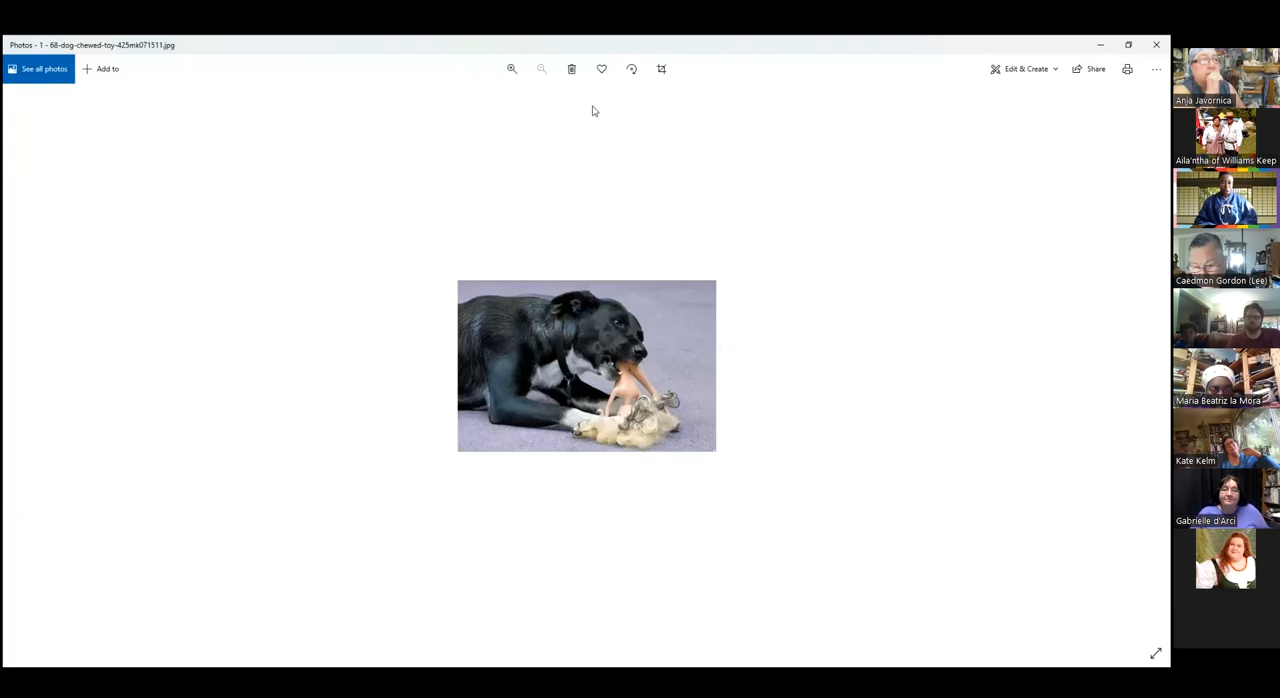 Photos - 1 - 68-dog-chewed-toy-425mk071511.jpg
See all photos
Add to
Edit & Create
Share
Anja Javornica
Aila'ntha of Williams Keep
Caedmon Gordon (Lee)
Maria Beatriz la Mora
Kate Kelm
Gabrielle d'Arci